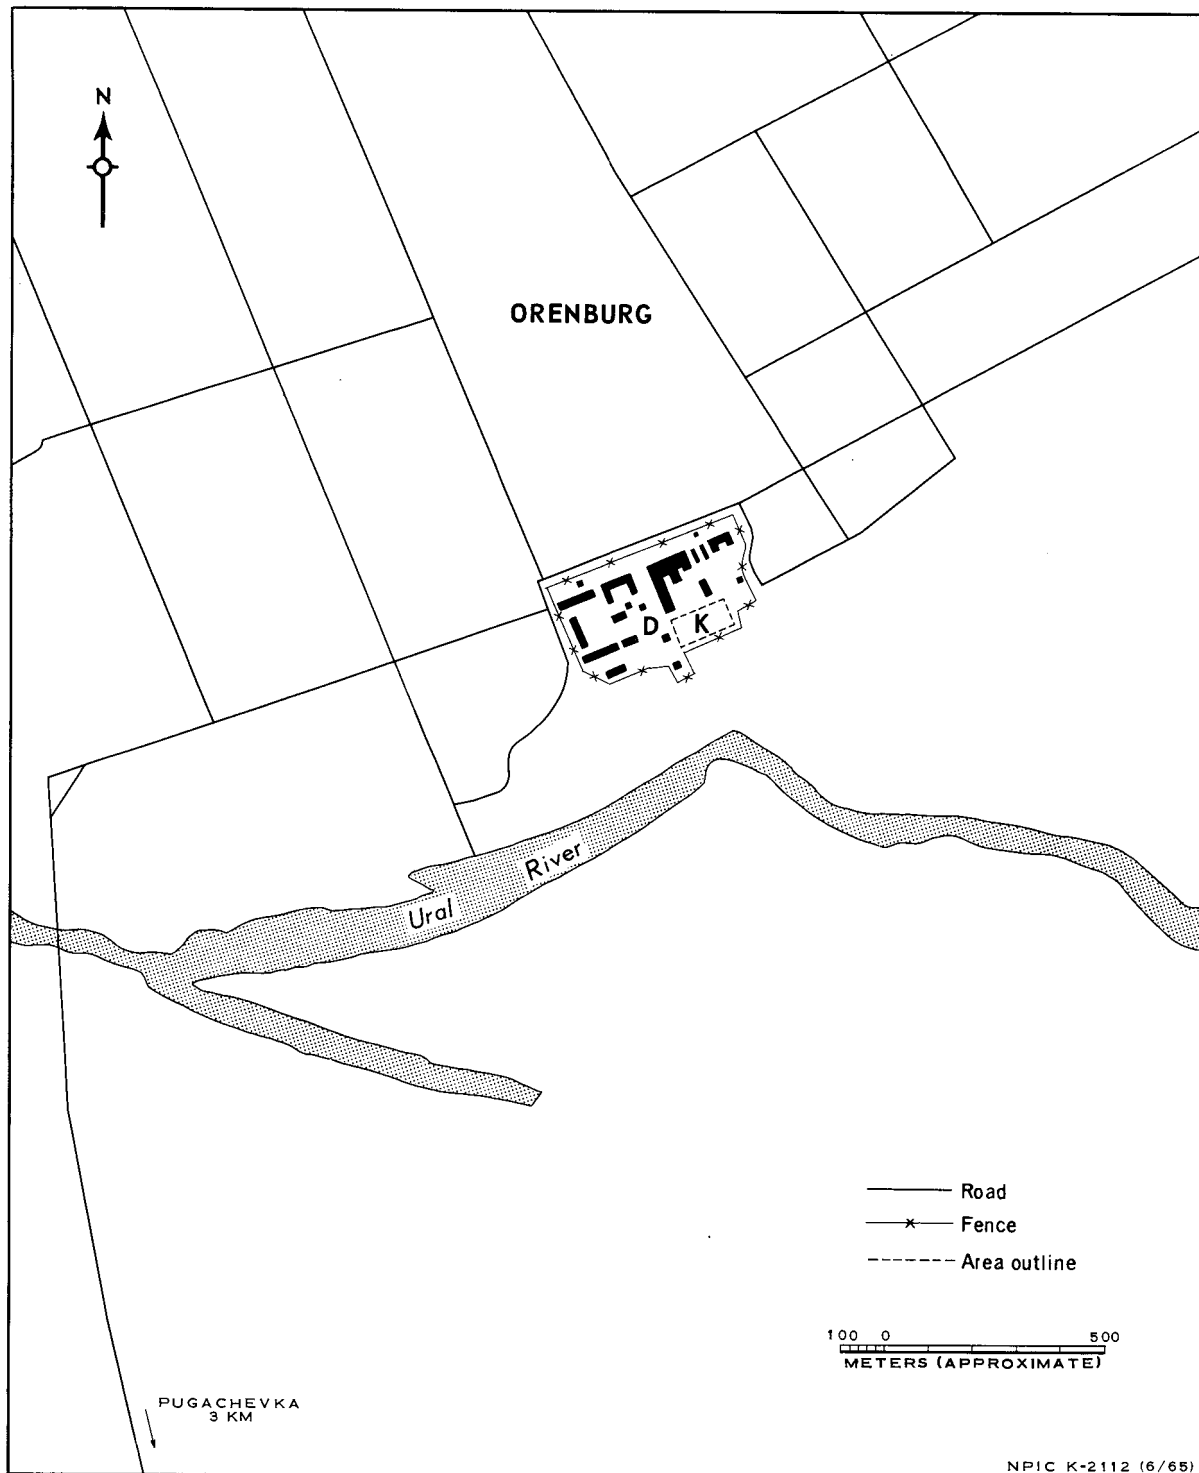 N
ORENBURG
D
K
River
Ural
Road
Fence
Area outline
100 0 500
METERS (APPROXIMATE)
PUGACHEVKA
3 KM
NPIC K-2112 (6/65)